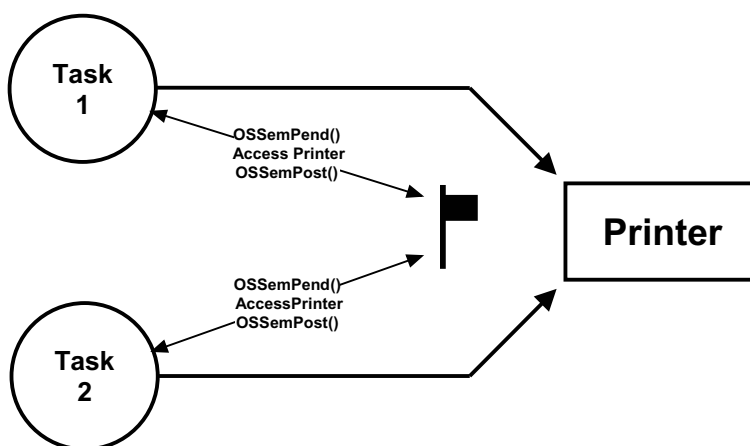 Task
1
OSSemPend()
Access Printer
OSSemPost()
Printer
OSSemPend()
AccessPrinter
OSSemPost()
Task
2